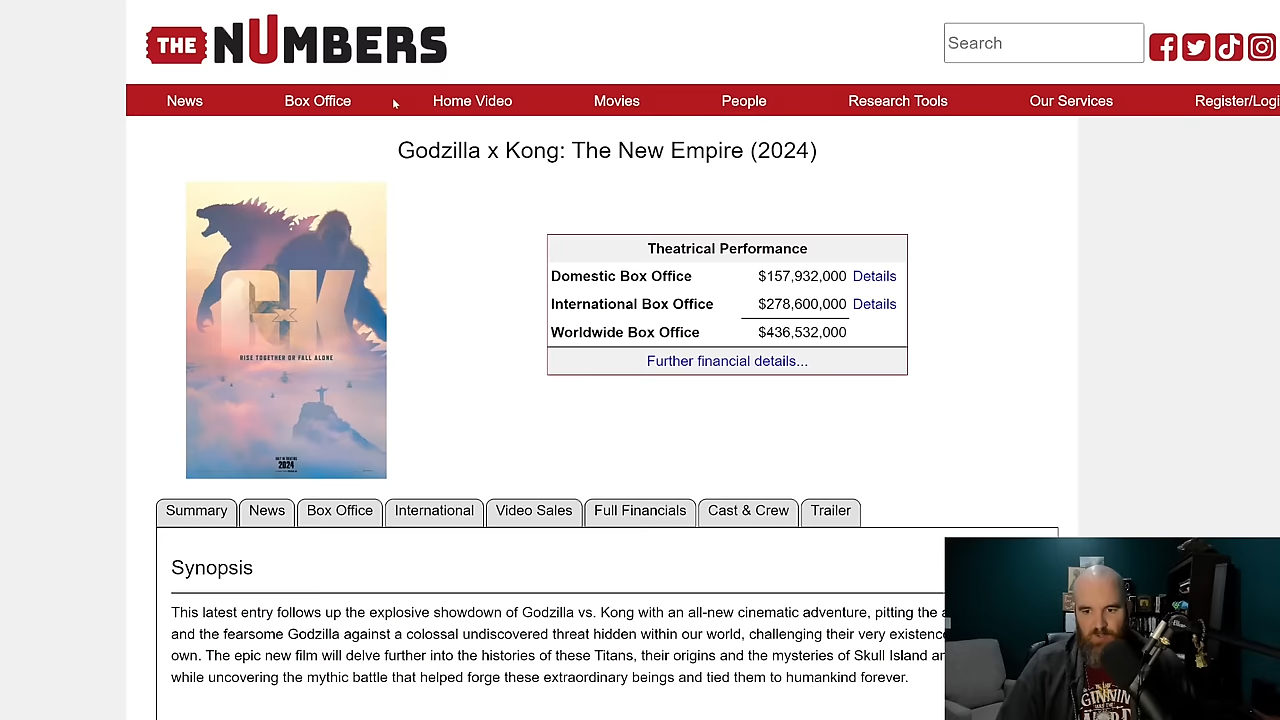 THE NUMBERS
Search
News Box Office Home Video Movies People Research Tools Our Services Register/Logi
Godzilla x Kong: The New Empire (2024)
GxK
RISE TOGETHER OR FALL ALONE
2024
Theatrical Performance
Domestic Box Office $157,932,000 Details
International Box Office $278,600,000 Details
Worldwide Box Office $436,532,000
Further financial details...
Summary News Box Office International Video Sales Full Financials Cast & Crew Trailer
Synopsis
This latest entry follows up the explosive showdown of Godzilla vs. Kong with an all-new cinematic adventure, pitting the
and the fearsome Godzilla against a colossal undiscovered threat hidden within our world, challenging their very existenc
own. The epic new film will delve further into the histories of these Titans, their origins and the mysteries of Skull Island
while uncovering the mythic battle that helped forge these extraordinary beings and tied them to humankind forever.